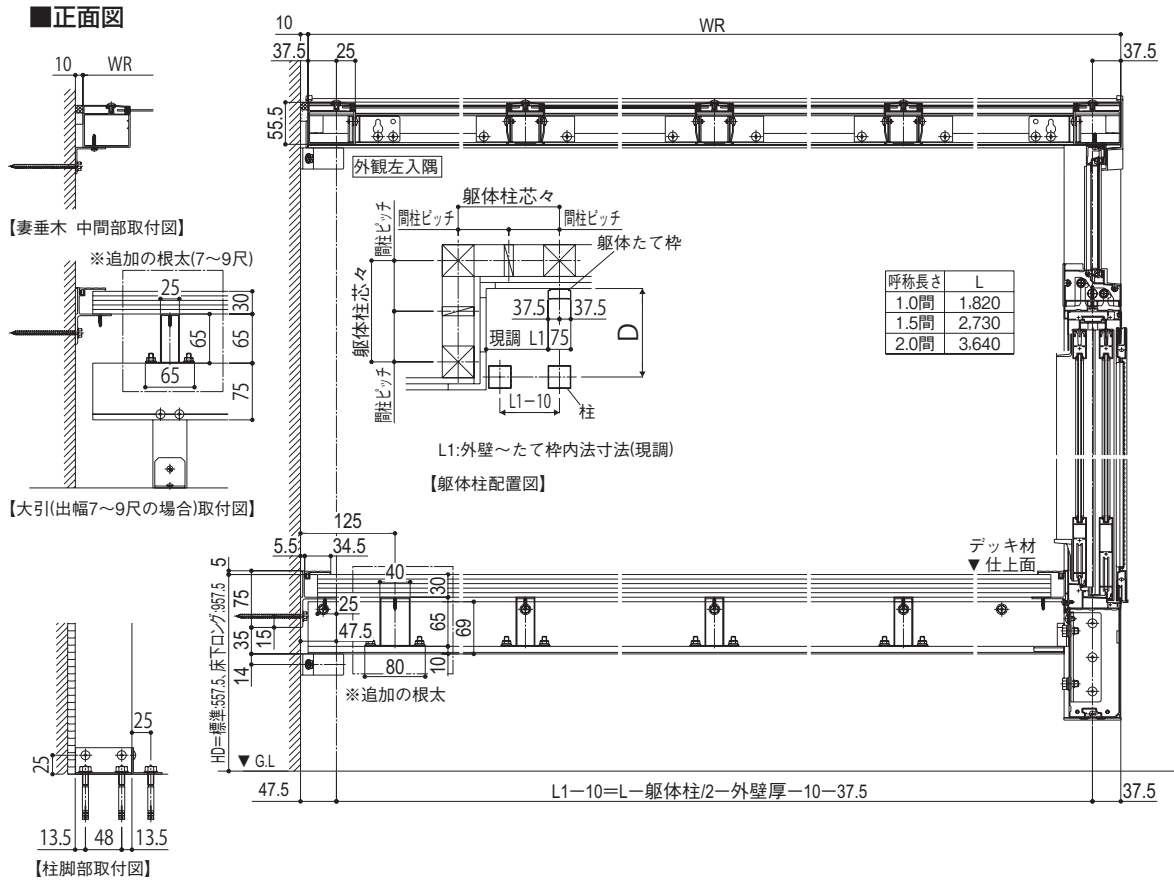 ■正面図
10
WR
37.5
25
37.5
10
WR
55.5
外観左入隅
【妻垂木 中間部取付図】
※追加の根太(7〜9尺)
25
30
65
65
65
75
【大引(出幅7〜9尺の場合)取付図】
躯体柱芯々
間柱ピッチ
間柱ピッチ
躯体たて枠
間柱ピッチ
躯体柱芯々
間柱ピッチ
37.5
37.5
現調 L1
75
D
L1−10
柱
L1:外壁〜たて枠内法寸法(現調)
【躯体柱配置図】
呼称長さ L
1.0間 1,820
1.5間 2,730
2.0間 3,640
125
5.5
34.5
5
40
30
75
25
65
69
35
15
47.5
14
80
10
※追加の根太
デッキ材
▼ 仕上面
HD=標準:557.5、床下ロング:957.5
▼ G.L
47.5
L1−10=L−躯体柱/2−外壁厚−10−37.5
37.5
25
25
13.5
48
13.5
【柱脚部取付図】